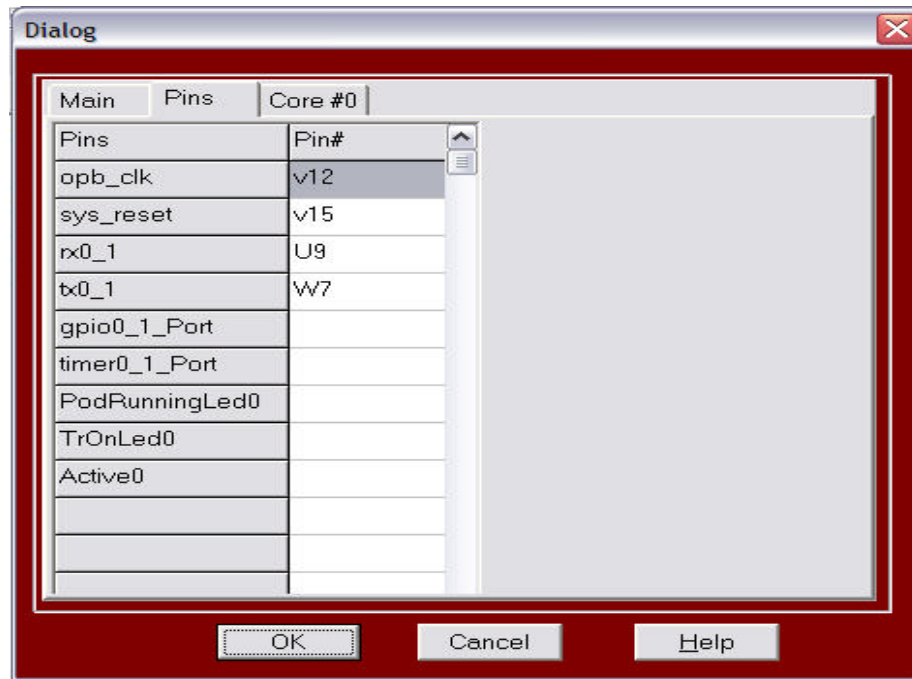 Dialog
Main Pins Core #0
Pins Pin#
opb_clk v12
sys_reset v15
rx0_1 U9
tx0_1 W7
gpio0_1_Port
timer0_1_Port
PodRunningLed0
TrOnLed0
Active0
OK Cancel Help